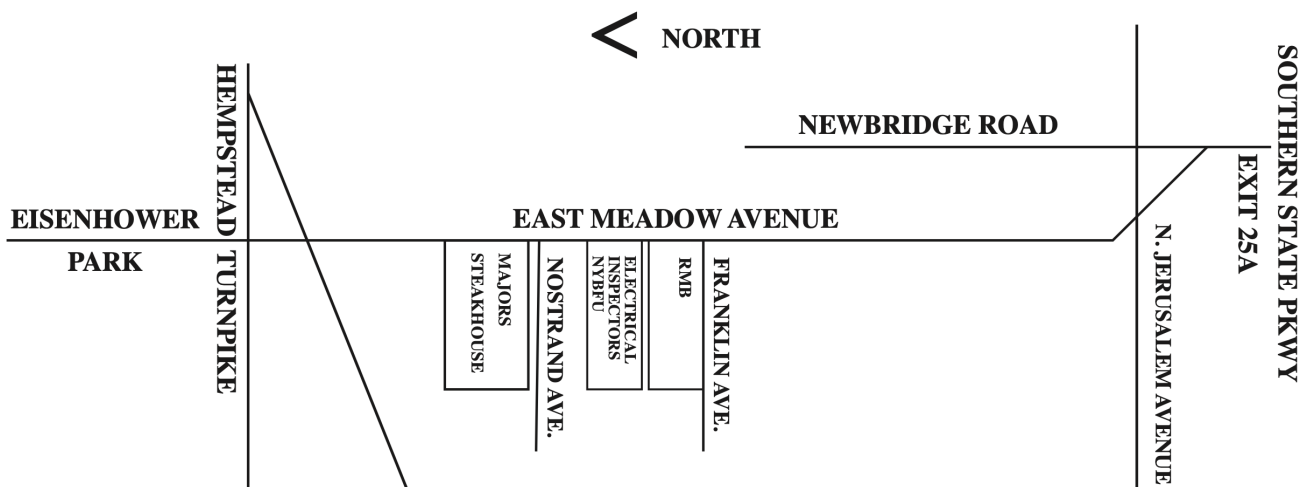 NORTH
NEWBRIDGE ROAD
SOUTHERN STATE PKWY
EXIT 25A
HEMPSTEAD TURNPIKE
EISENHOWER
PARK
EAST MEADOW AVENUE
MAJORS
STEAKHOUSE
NOSTRAND AVE.
ELECTRICAL
INSPECTORS
NYBFU
RMB
FRANKLIN AVE.
N. JERUSALEM AVENUE